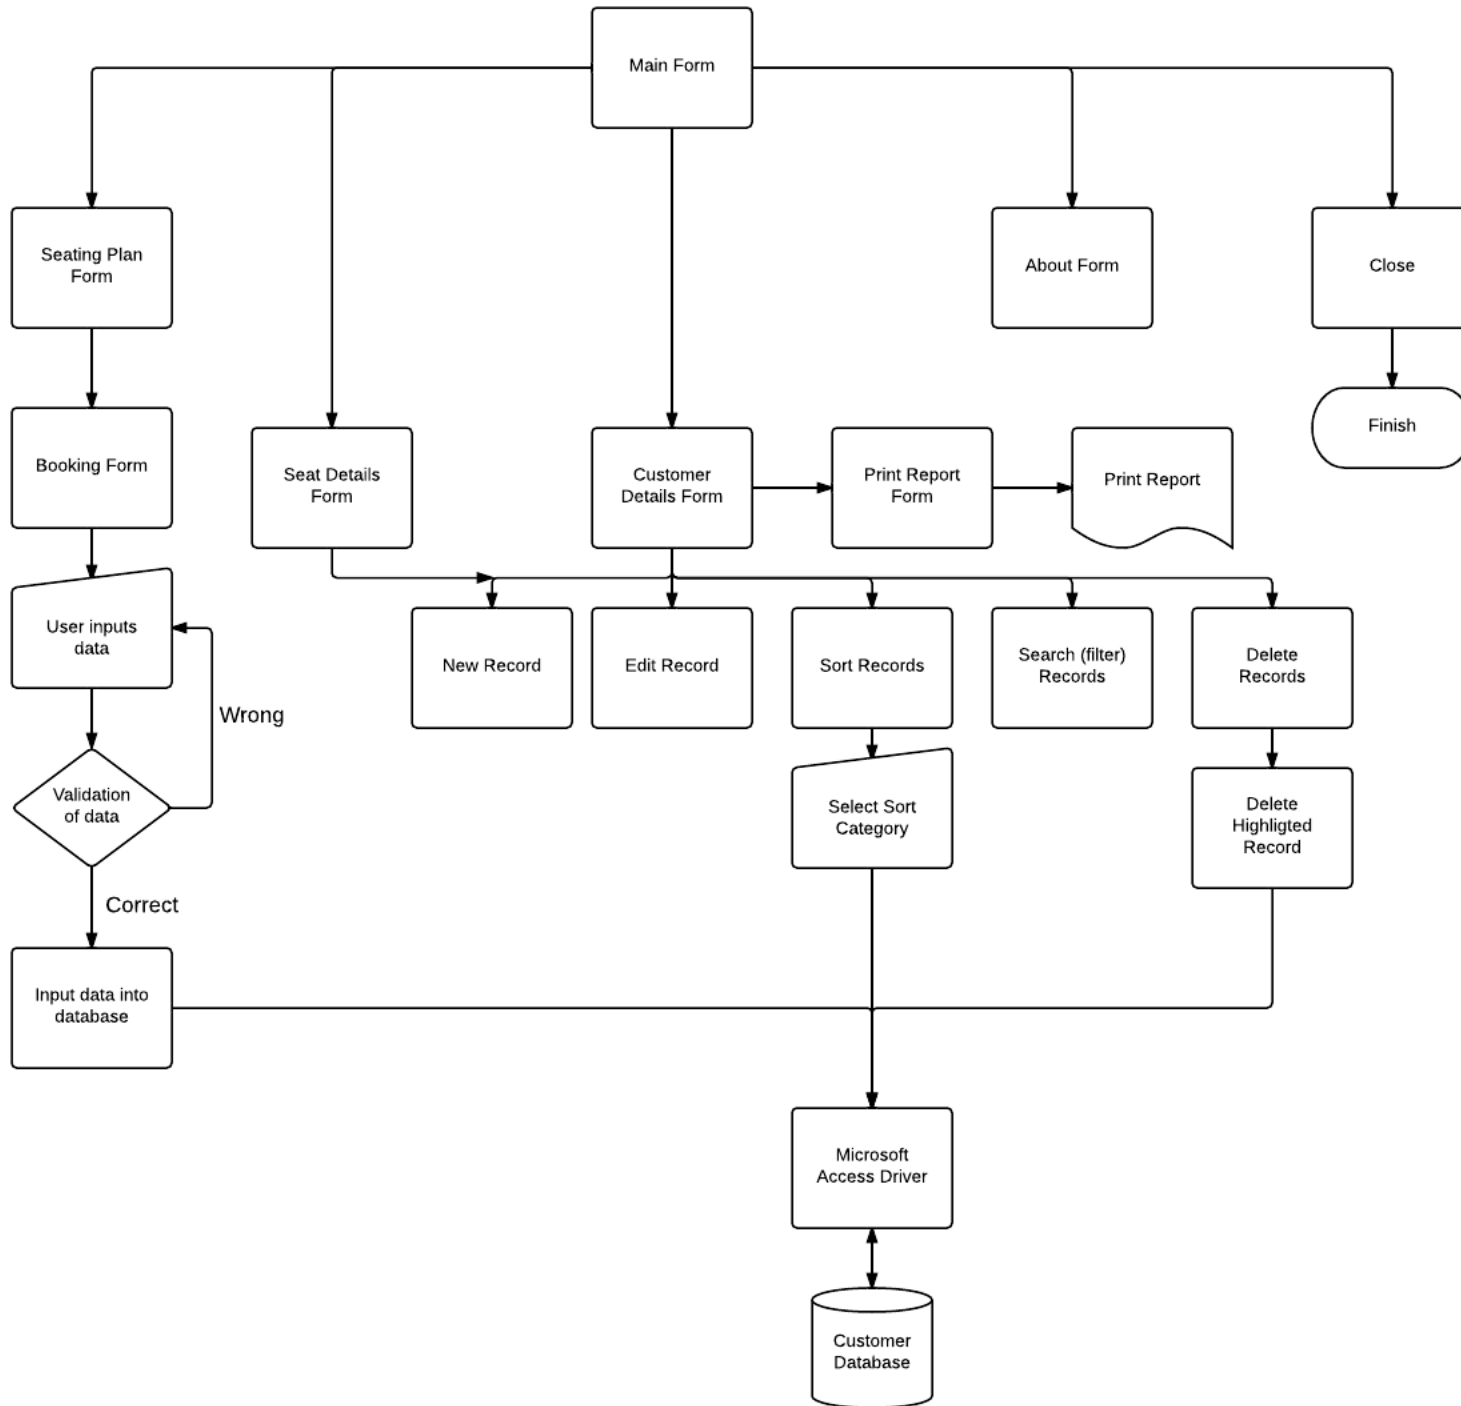 Main Form
Seating Plan
Form
About Form
Close
Finish
Booking Form
Seat Details
Form
Customer
Details Form
Print Report
Form
Print Report
User inputs
data
New Record
Edit Record
Sort Records
Search (filter)
Records
Delete
Records
Wrong
Validation
of data
Select Sort
Category
Delete
Highligted
Record
Correct
Input data into
database
Microsoft
Access Driver
Customer
Database